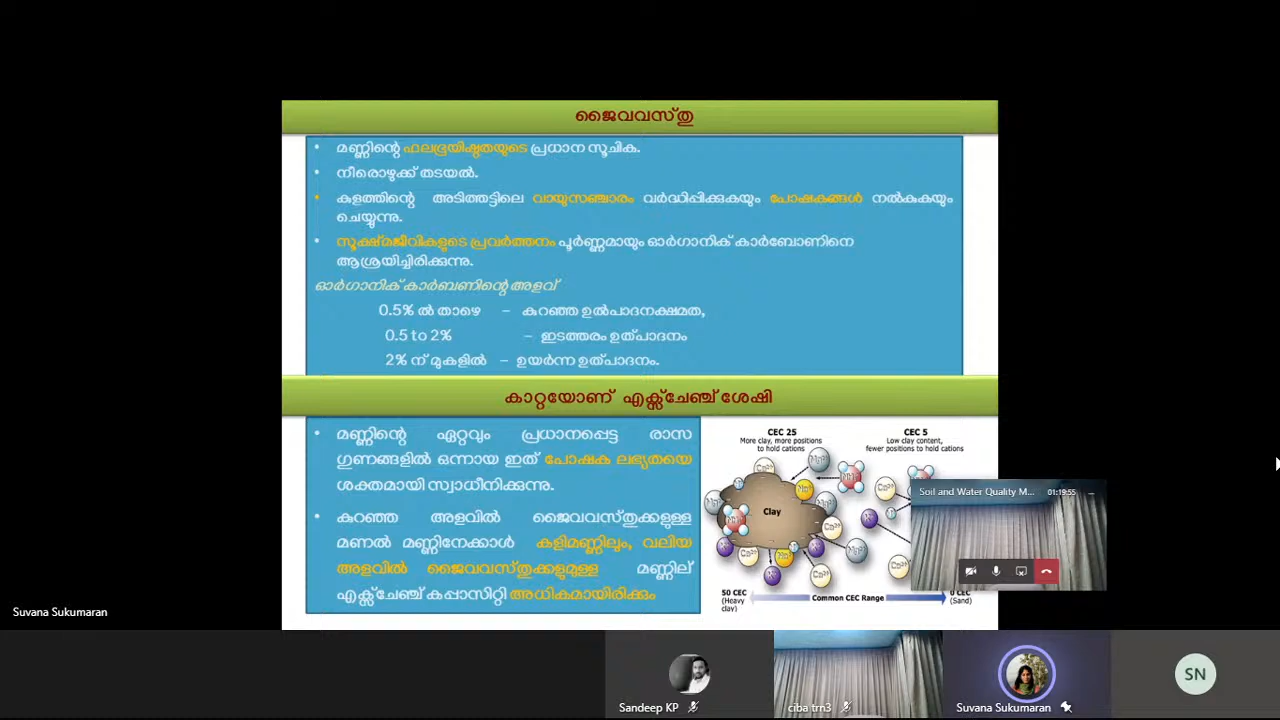 ജൈവവസ്തു
• മണ്ണിന്റെ ഫലഭൂയിഷ്ഠതയുടെ പ്രധാന സൂചിക.
• നീരൊഴുക്ക് തടയൽ.
• കുളത്തിന്റെ അടിത്തട്ടിലെ വായുസഞ്ചാരം വർദ്ധിപ്പിക്കുകയും പോഷകങ്ങൾ നൽകുകയും
ചെയ്യുന്നു.
• സൂക്ഷ്മജീവികളുടെ പ്രവർത്തനം പൂർണ്ണമായും ഓർഗാനിക് കാർബോണിനെ
ആശ്രയിച്ചിരിക്കുന്നു.
ഓർഗാനിക് കാർബണിന്റെ അളവ്
0.5% ൽ താഴെ – കുറഞ്ഞ ഉൽപാദനക്ഷമത,
0.5 to 2% – ഇടത്തരം ഉത്പാദനം
2% ന് മുകളിൽ – ഉയർന്ന ഉത്പാദനം.
കാറ്റയോണ് എക്സ്ചേഞ്ച് ശേഷി
• മണ്ണിന്റെ ഏറ്റവും പ്രധാനപ്പെട്ട രാസ
ഗുണങ്ങളിൽ ഒന്നായ ഇത് പോഷക ലഭ്യതയെ
ശക്തമായി സ്വാധീനിക്കുന്നു.
• കുറഞ്ഞ അളവിൽ ജൈവവസ്തുക്കളുള്ള
മണൽ മണ്ണിനേക്കാൾ കളിമണ്ണിലും, വലിയ
അളവിൽ ജൈവവസ്തുക്കളുമുള്ള മണ്ണില്
എക്സ്ചേഞ്ച് കപ്പാസിറ്റി അധികമായിരിക്കും
CEC 25
More clay, more positions
to hold cations
CEC 5
Low clay content,
fewer positions to hold cations
Clay
50 CEC
(Heavy
clay)
Common CEC Range
0 CEC
(Sand)
Soil and Water Quality M... 01:19:55
Suvana Sukumaran
Sandeep KP
ciba trn3
Suvana Sukumaran
SN